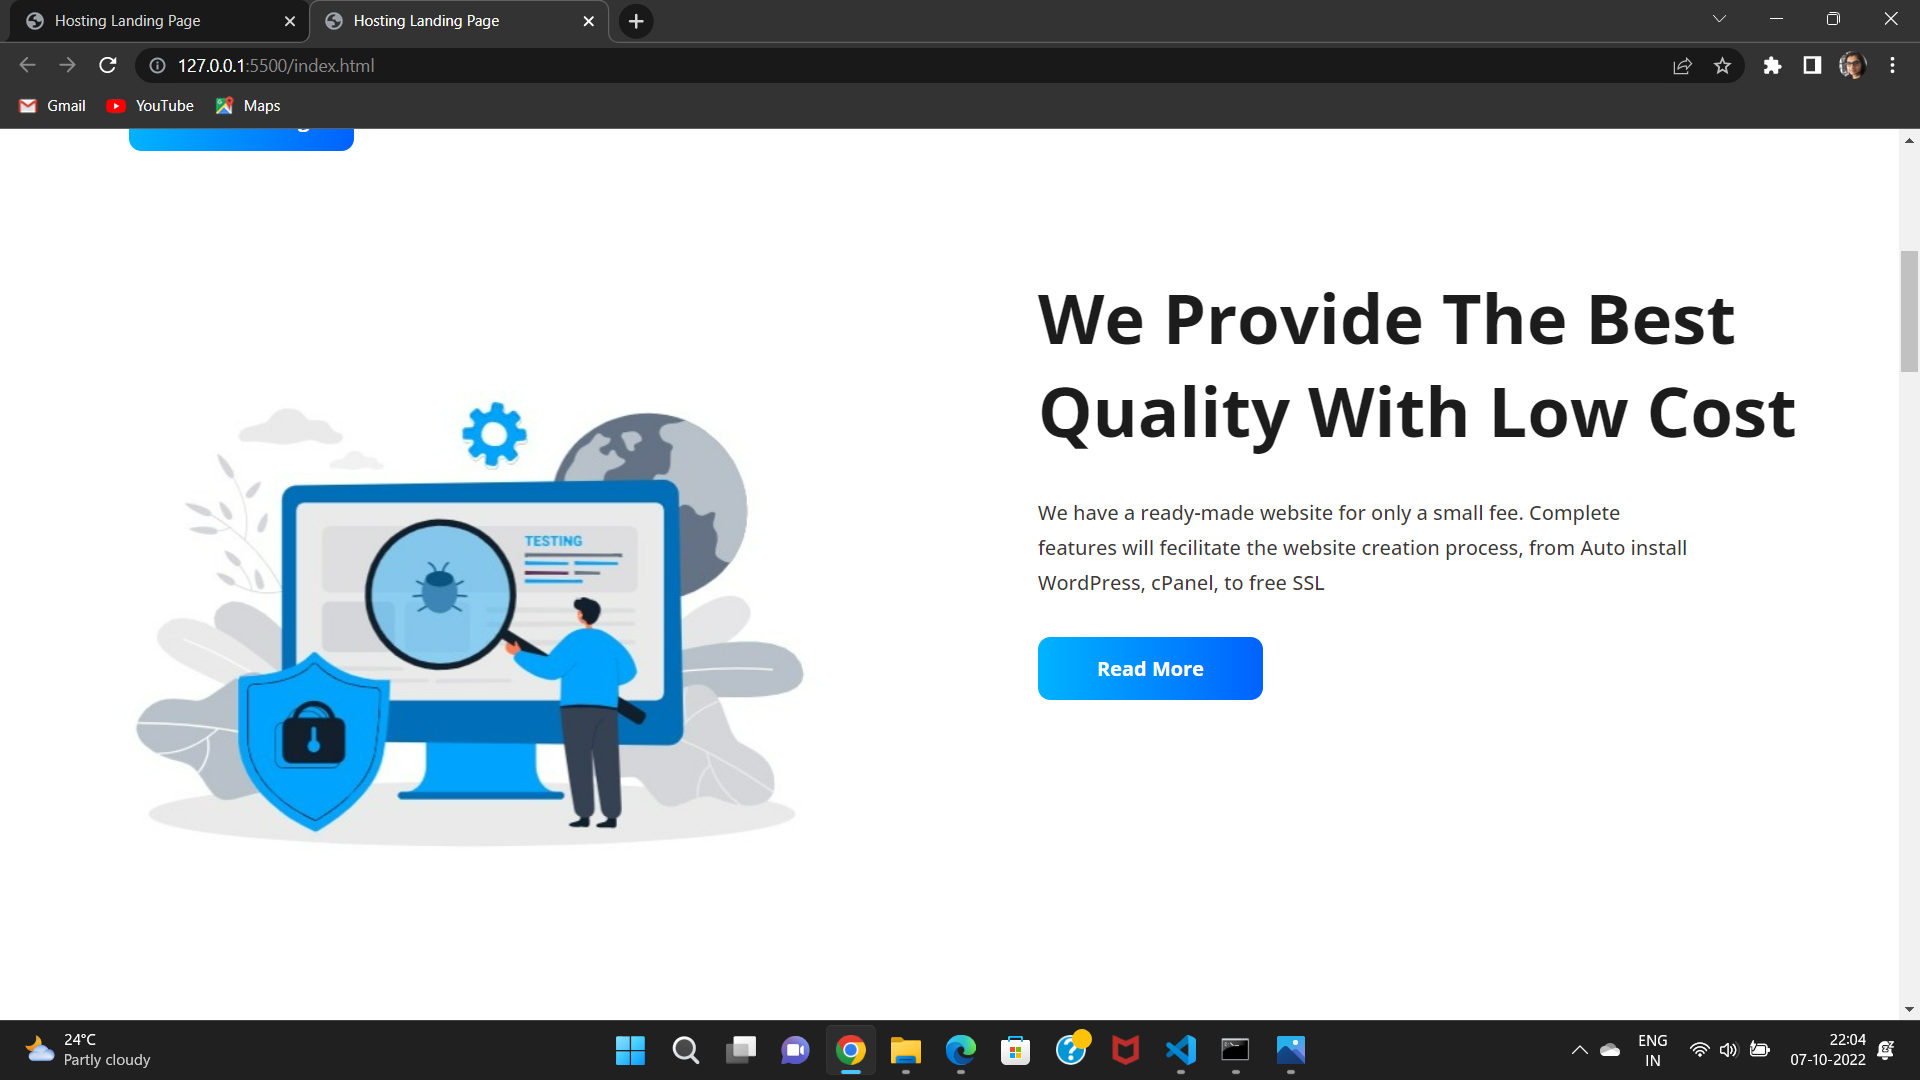 Hosting Landing Page
Hosting Landing Page
127.0.0.1:5500/index.html
Gmail
YouTube
Maps
We Provide The Best
Quality With Low Cost
We have a ready-made website for only a small fee. Complete
features will fecilitate the website creation process, from Auto install
WordPress, cPanel, to free SSL
Read More
TESTING
24°C
Partly cloudy
ENG
IN
22:04
07-10-2022